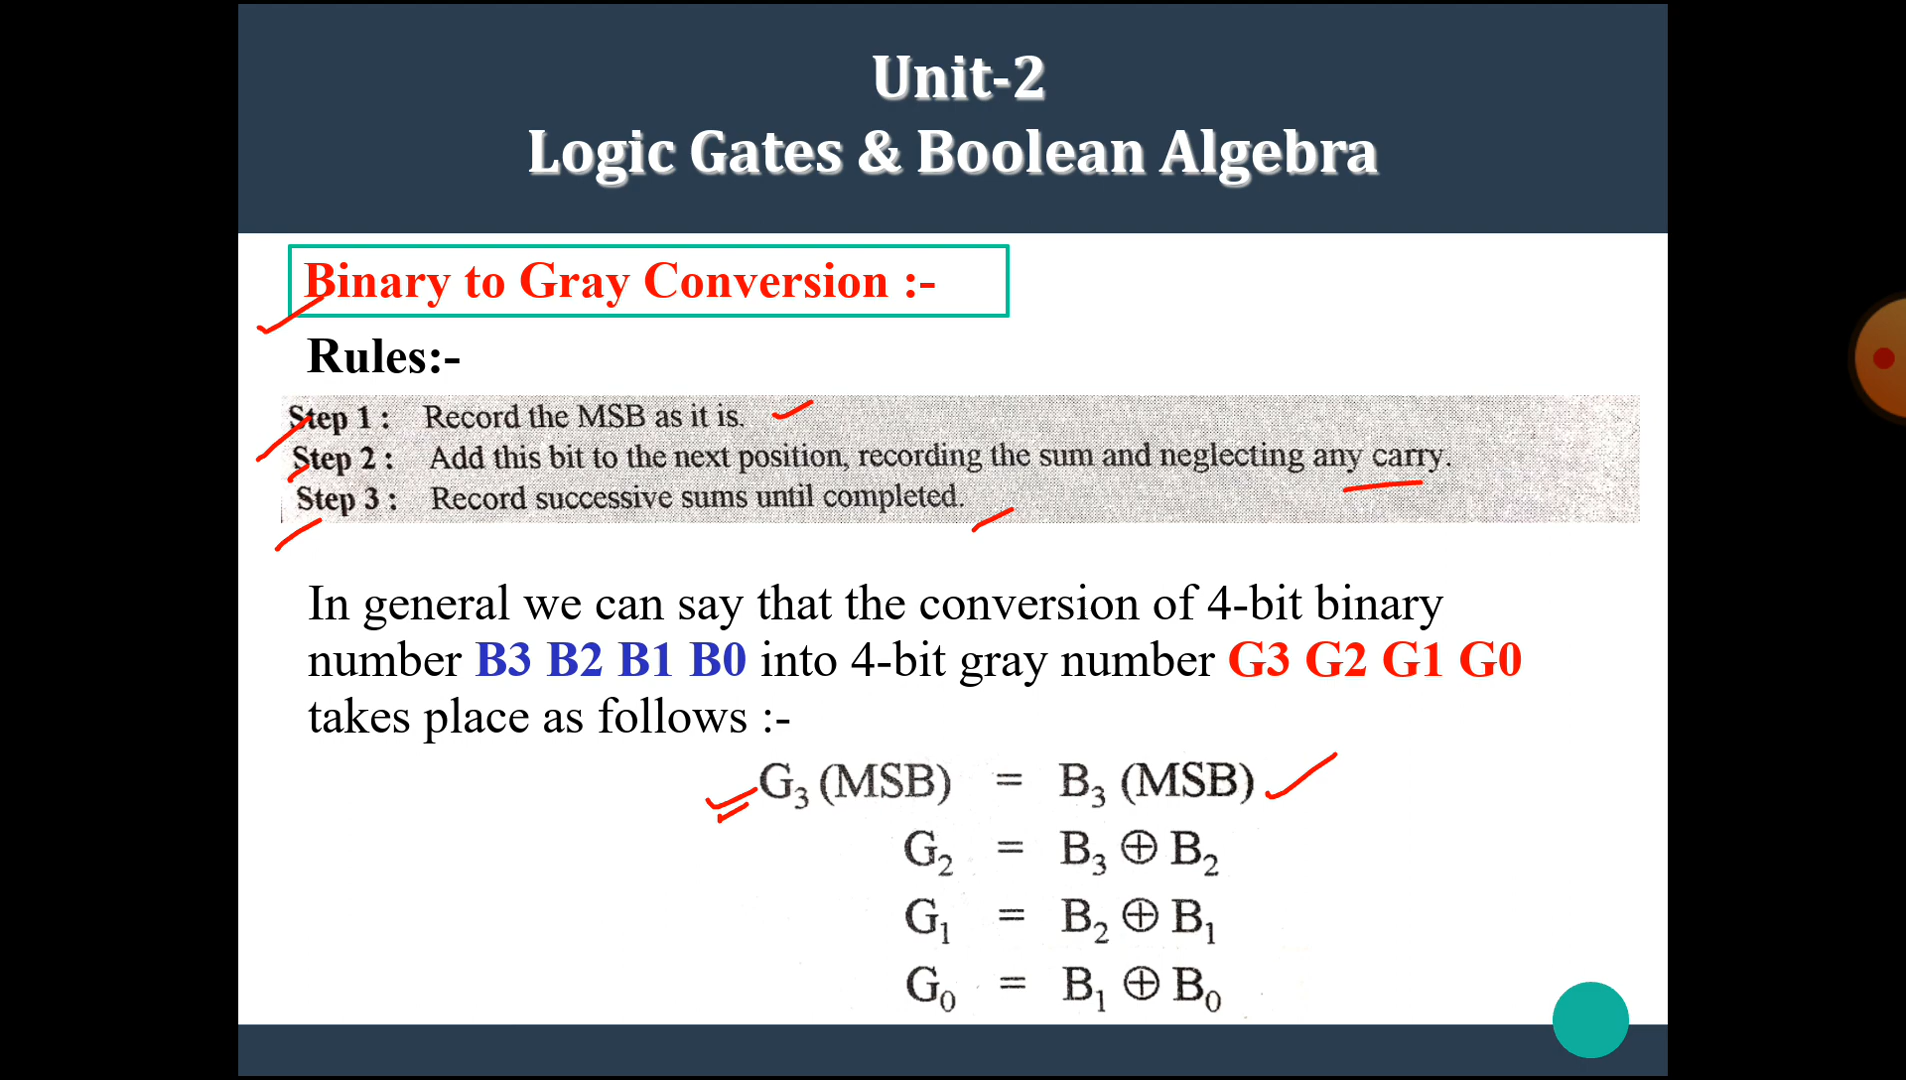 Unit-2
Logic Gates & Boolean Algebra
Binary to Gray Conversion :-
Rules:-
Step 1 : Record the MSB as it is.
Step 2 : Add this bit to the next position, recording the sum and neglecting any carry.
Step 3 : Record successive sums until completed.
In general we can say that the conversion of 4-bit binary
number B3 B2 B1 B0 into 4-bit gray number G3 G2 G1 G0
takes place as follows :-
G₃ (MSB) = B₃ (MSB)
G₂ = B₃ ⊕ B₂
G₁ = B₂ ⊕ B₁
G₀ = B₁ ⊕ B₀